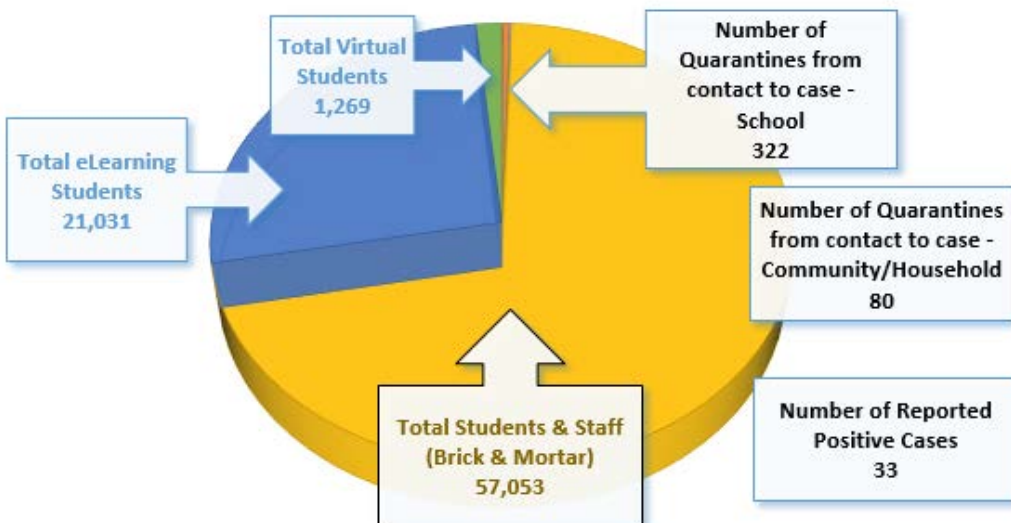 Total Virtual
Students
1,269
Number of
Quarantines from
contact to case -
School
322
Total eLearning
Students
21,031
Number of Quarantines
from contact to case -
Community/Household
80
Total Students & Staff
(Brick & Mortar)
57,053
Number of Reported
Positive Cases
33